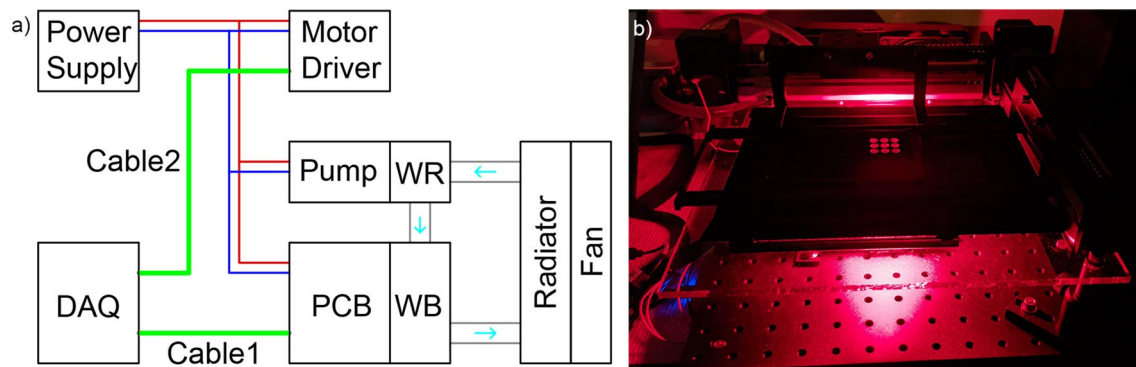 a)
Power
Supply
Motor
Driver
Cable2
Pump
WR
Radiator
Fan
DAQ
PCB
WB
Cable1
b)